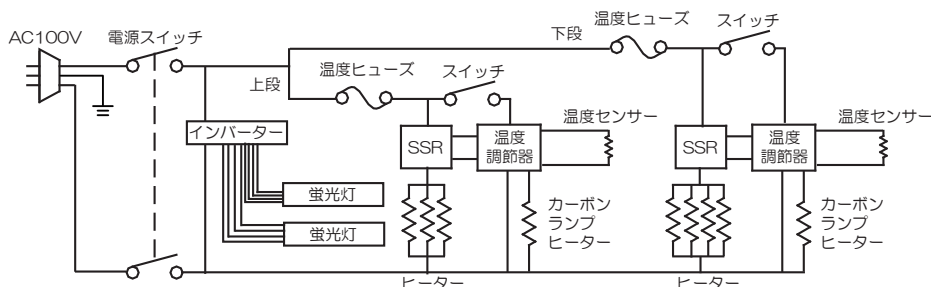 AC100V
電源スイッチ
下段
温度ヒューズ
スイッチ
上段
温度ヒューズ
スイッチ
インバーター
SSR
温度
調節器
温度センサー
SSR
温度
調節器
温度センサー
蛍光灯
蛍光灯
カーボン
ランプ
ヒーター
カーボン
ランプ
ヒーター
ヒーター
ヒーター